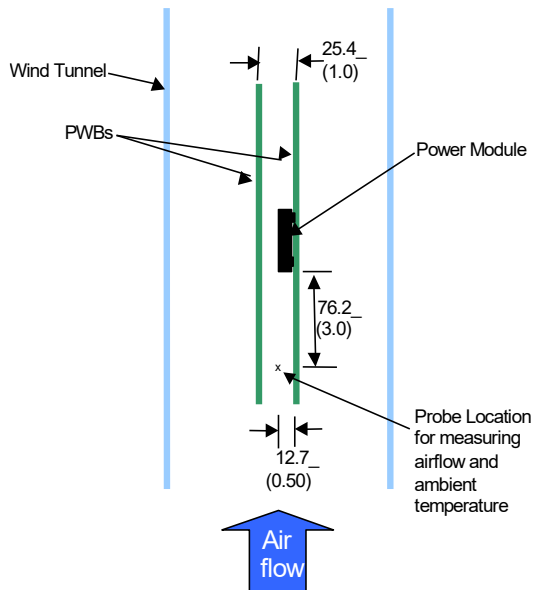 25.4_
(1.0)
Wind Tunnel
PWBs
Power Module
76.2_
(3.0)
x
Probe Location
for measuring
airflow and
ambient
temperature
12.7_
(0.50)
Air
flow